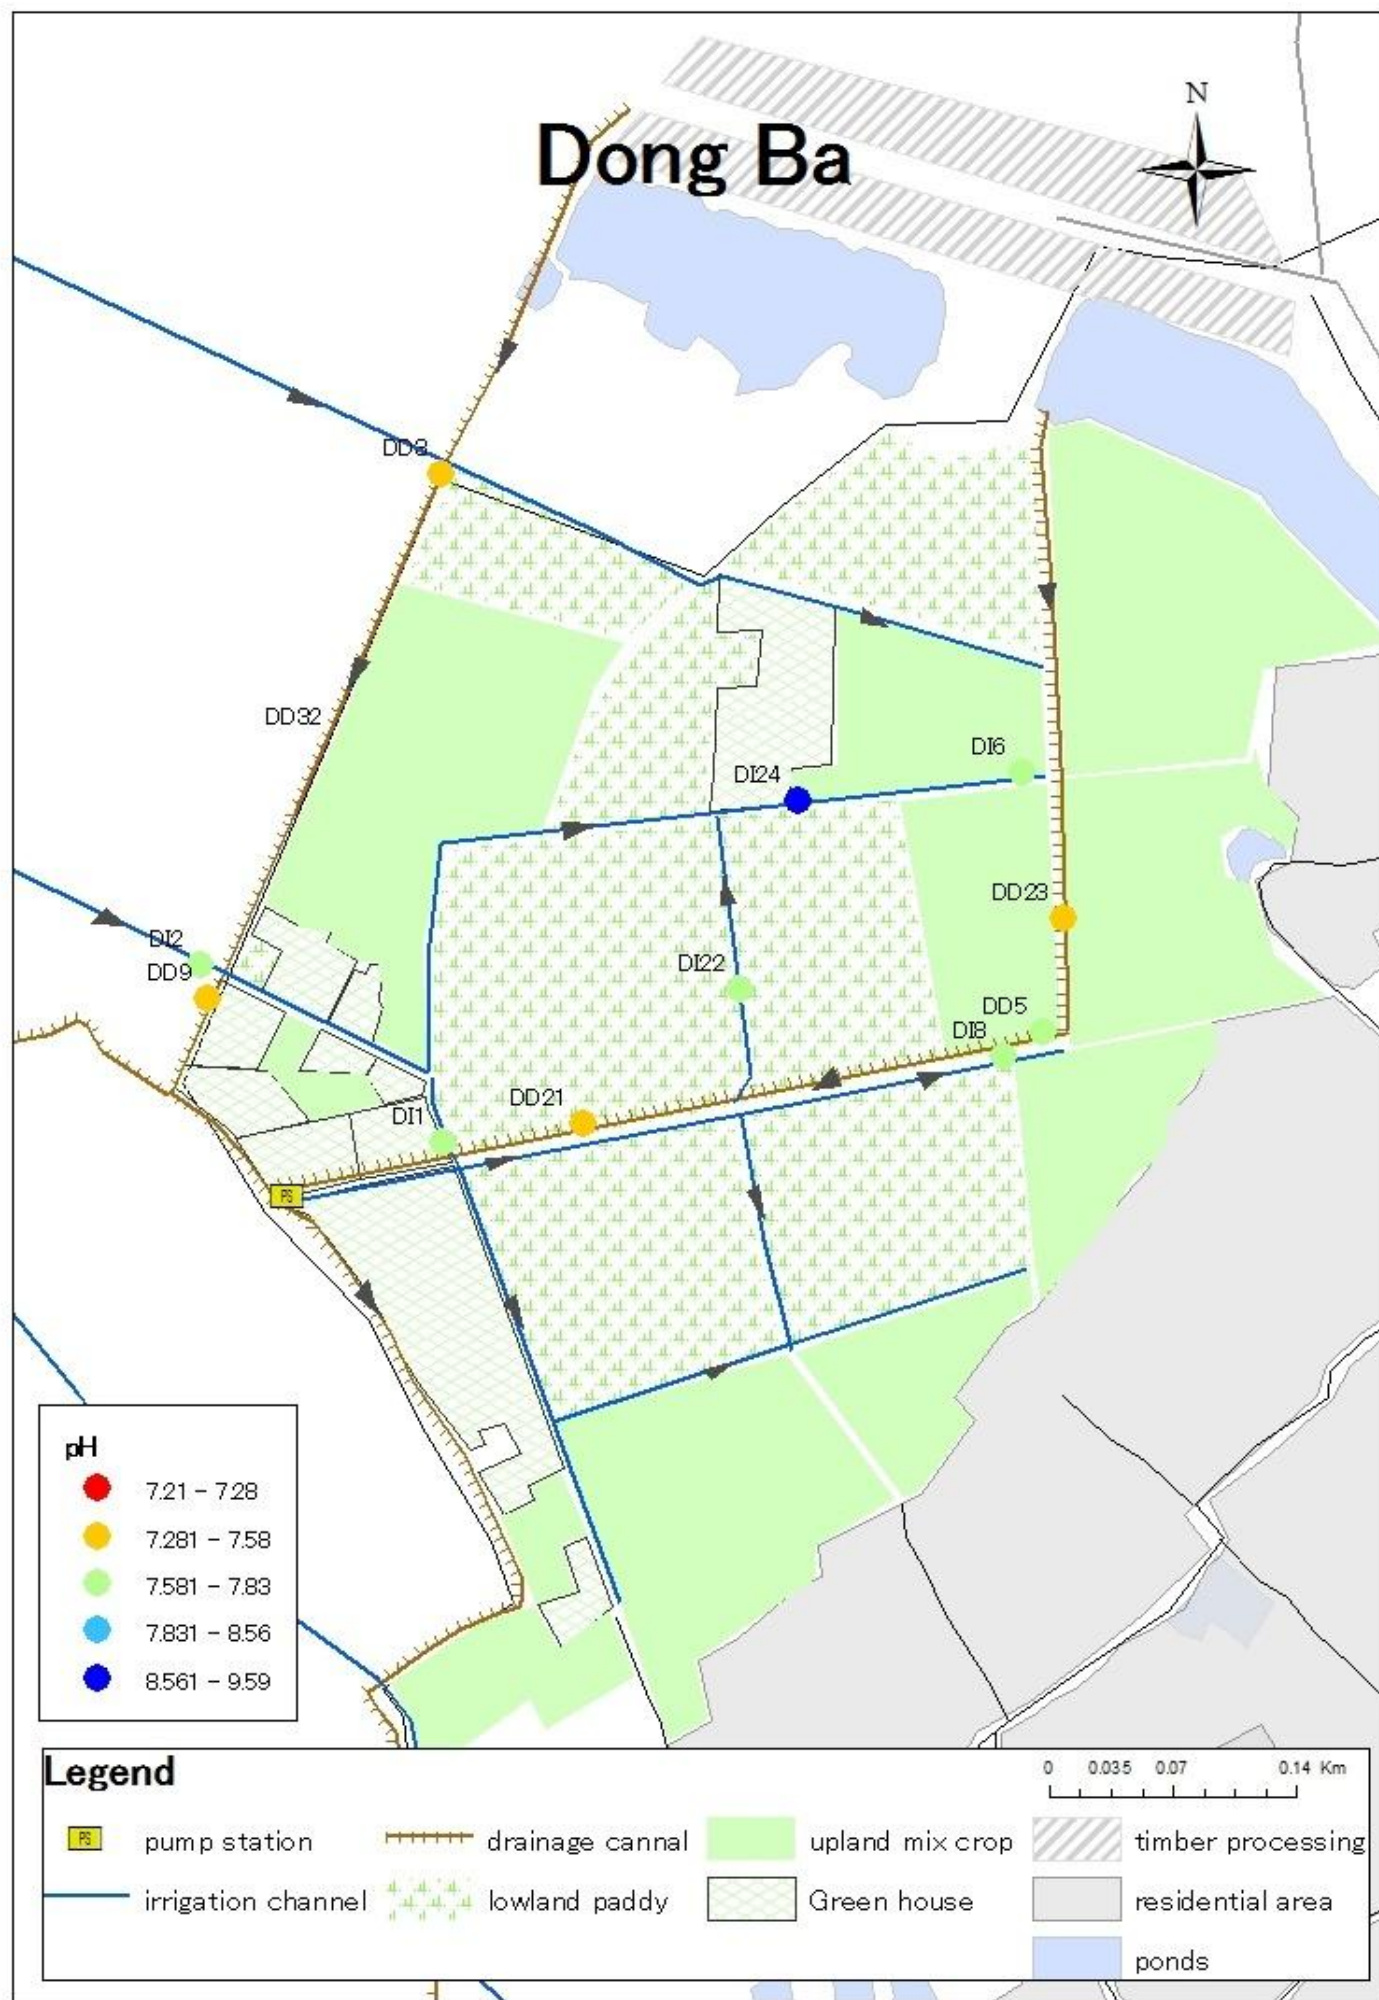 N
Dong Ba
DD3
DD32
DI6
DI24
DD23
DI2
DI22
DD9
DD5
DI8
DD21
DI1
PS
pH
7.21 - 7.28
7.281 - 7.58
7.581 - 7.83
7.831 - 8.56
8.561 - 9.59
Legend
0 0.035 0.07 0.14 Km
PS pump station drainage cannal upland mix crop timber processing
irrigation channel lowland paddy Green house residential area
ponds